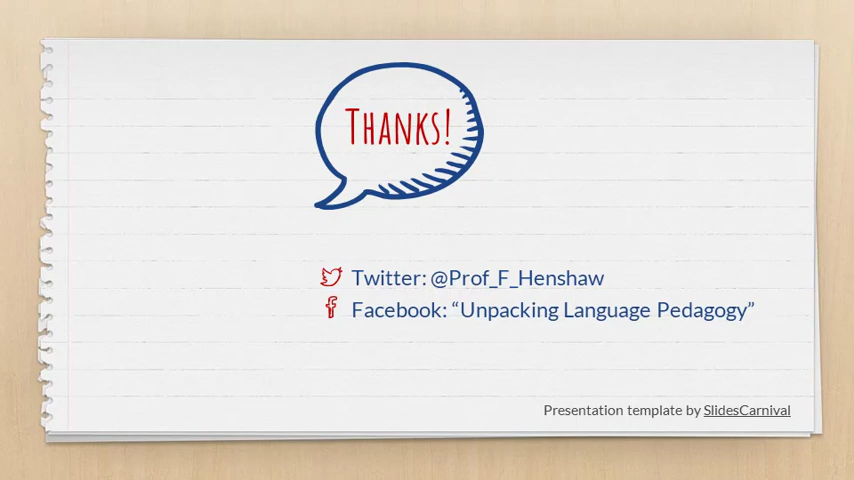 Thanks!
Twitter: @Prof_F_Henshaw
Facebook: “Unpacking Language Pedagogy”
Presentation template by SlidesCarnival